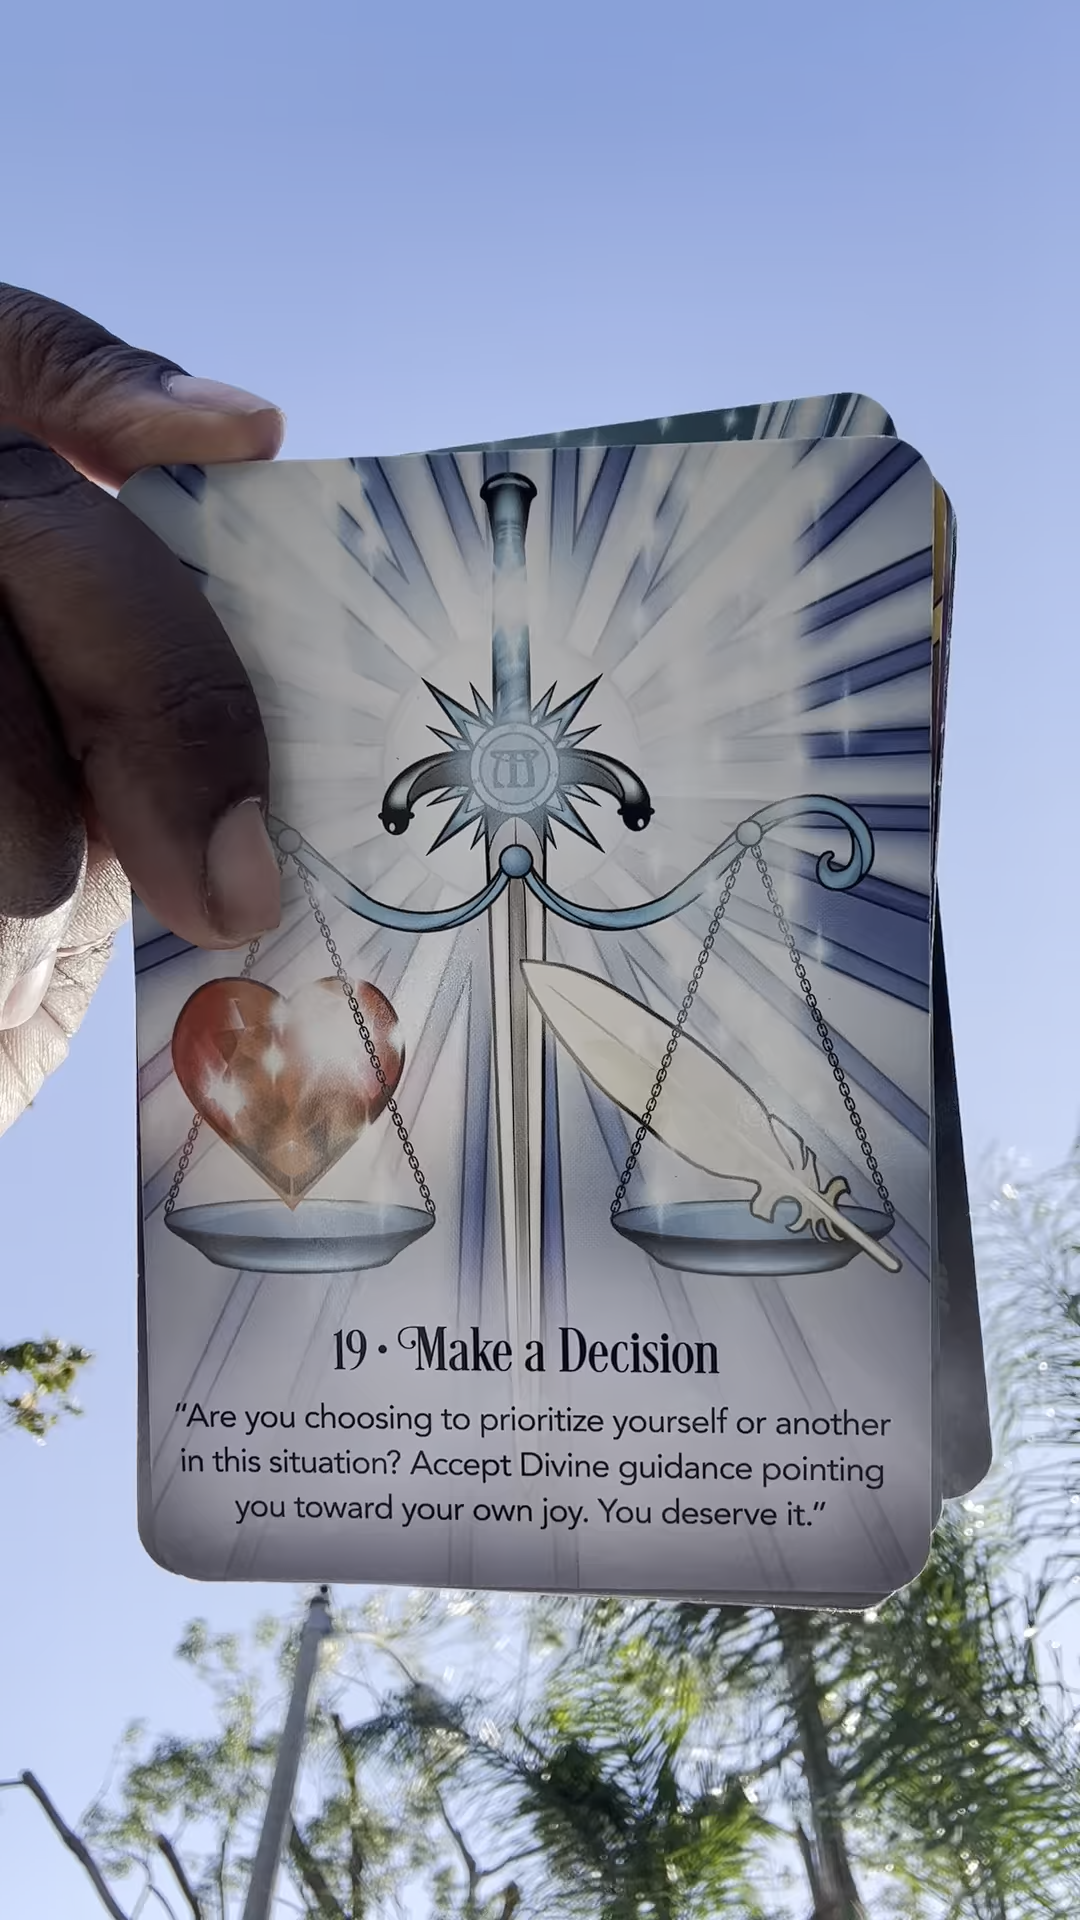 19 • Make a Decision
"Are you choosing to prioritize yourself or another
in this situation? Accept Divine guidance pointing
you toward your own joy. You deserve it."